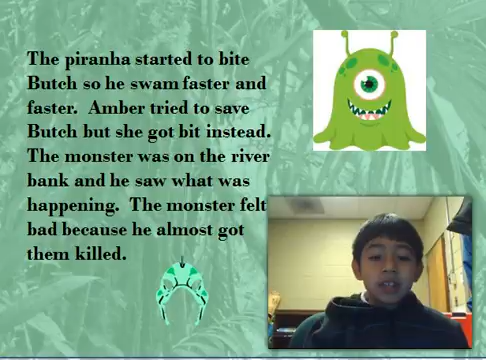 The piranha started to bite
Butch so he swam faster and
faster.  Amber tried to save
Butch but she got bit instead.
The monster was on the river
bank and he saw what was
happening.  The monster felt
bad because he almost got
them killed.